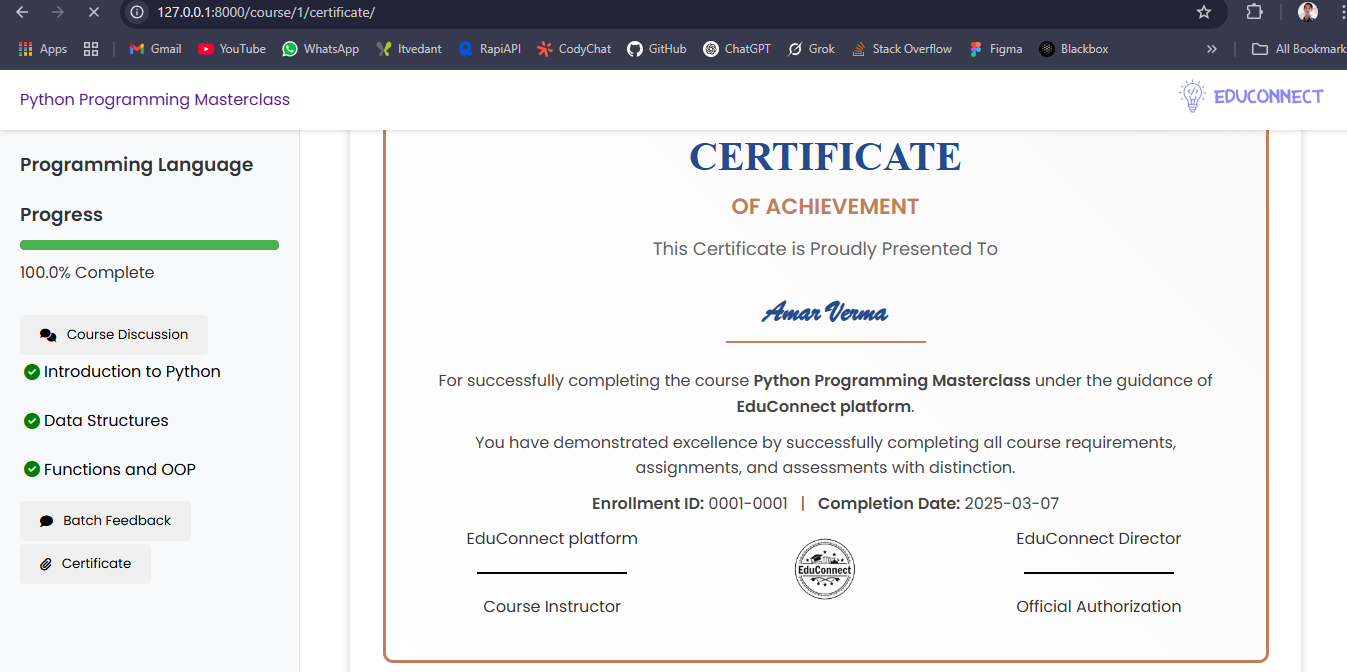 127.0.0.1:8000/course/1/certificate/
Apps Gmail YouTube WhatsApp Itvedant RapiAPI CodyChat GitHub ChatGPT Grok Stack Overflow Figma Blackbox » All Bookmark
Python Programming Masterclass
EDUCONNECT
Programming Language
Progress
100.0% Complete
Course Discussion
Introduction to Python
Data Structures
Functions and OOP
Batch Feedback
Certificate
CERTIFICATE
OF ACHIEVEMENT
This Certificate is Proudly Presented To
Amar Verma
For successfully completing the course Python Programming Masterclass under the guidance of
EduConnect platform.
You have demonstrated excellence by successfully completing all course requirements,
assignments, and assessments with distinction.
Enrollment ID: 0001-0001 | Completion Date: 2025-03-07
EduConnect platform
Course Instructor
EduConnect
EduConnect Director
Official Authorization